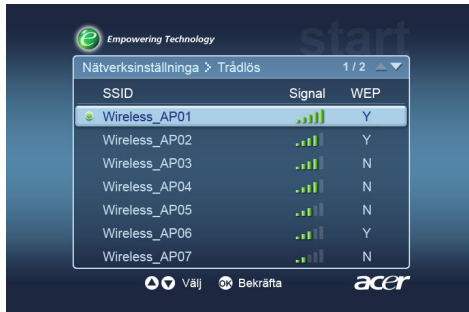 start
e Empowering Technology
Nätverksinställninga > Trådlös 1/2
SSID Signal WEP
Wireless_AP01 Y
Wireless_AP02 Y
Wireless_AP03 N
Wireless_AP04 N
Wireless_AP05 N
Wireless_AP06 Y
Wireless_AP07 N
Välj OK Bekräfta acer